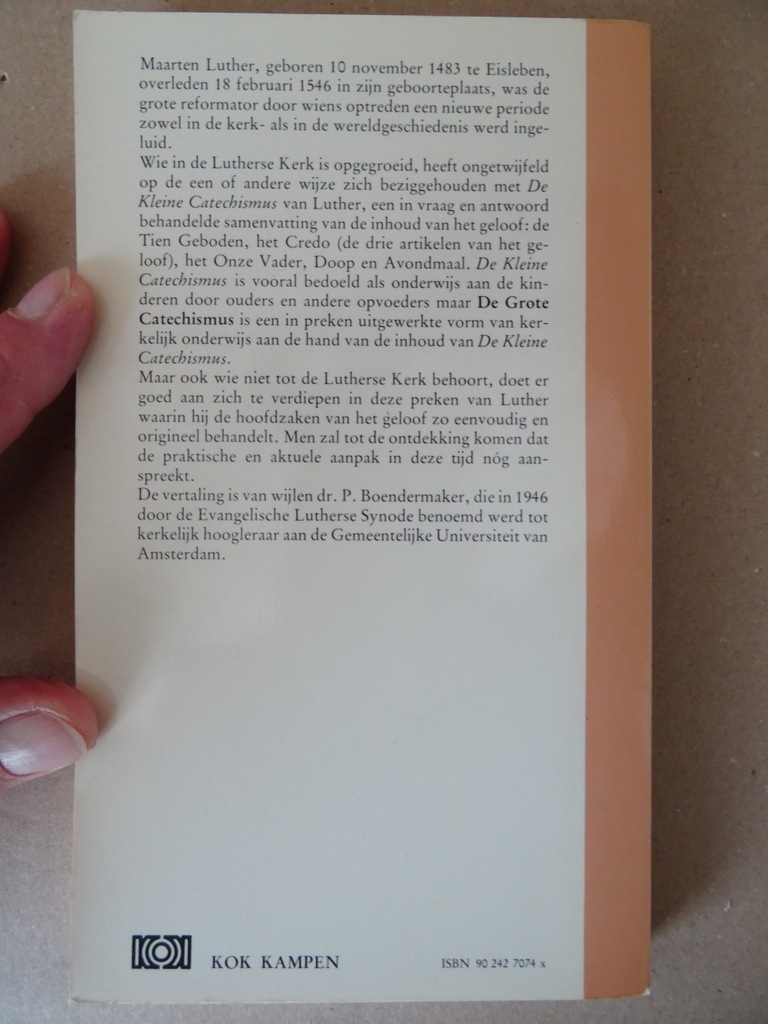 Maarten Luther, geboren 10 november 1483 te Eisleben,
overleden 18 februari 1546 in zijn geboorteplaats, was de
grote reformator door wiens optreden een nieuwe periode
zowel in de kerk- als in de wereldgeschiedenis werd inge-
luid.
Wie in de Lutherse Kerk is opgegroeid, heeft ongetwijfeld
op de een of andere wijze zich beziggehouden met De
Kleine Catechismus van Luther, een in vraag en antwoord
behandelde samenvatting van de inhoud van het geloof: de
Tien Geboden, het Credo (de drie artikelen van het ge-
loof), het Onze Vader, Doop en Avondmaal. De Kleine
Catechismus is vooral bedoeld als onderwijs aan de kin-
deren door ouders en andere opvoeders maar De Grote
Catechismus is een in preken uitgewerkte vorm van ker-
kelijk onderwijs aan de hand van de inhoud van De Kleine
Catechismus.
Maar ook wie niet tot de Lutherse Kerk behoort, doet er
goed aan zich te verdiepen in deze preken van Luther
waarin hij de hoofdzaken van het geloof zo eenvoudig en
origineel behandelt. Men zal tot de ontdekking komen dat
de praktische en aktuele aanpak in deze tijd nóg aan-
spreekt.
De vertaling is van wijlen dr. P. Boendermaker, die in 1946
door de Evangelische Lutherse Synode benoemd werd tot
kerkelijk hoogleraar aan de Gemeentelijke Universiteit van
Amsterdam.
KOK KAMPEN
ISBN 90 242 7074 x